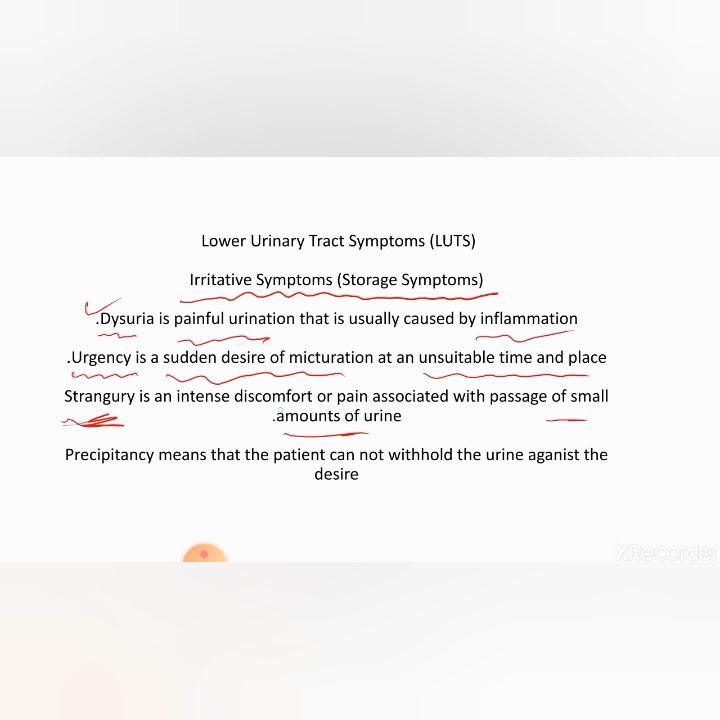 Lower Urinary Tract Symptoms (LUTS)
Irritative Symptoms (Storage Symptoms)
.Dysuria is painful urination that is usually caused by inflammation
.Urgency is a sudden desire of micturation at an unsuitable time and place
Strangury is an intense discomfort or pain associated with passage of small
.amounts of urine
Precipitancy means that the patient can not withhold the urine aganist the
desire
XRecorder